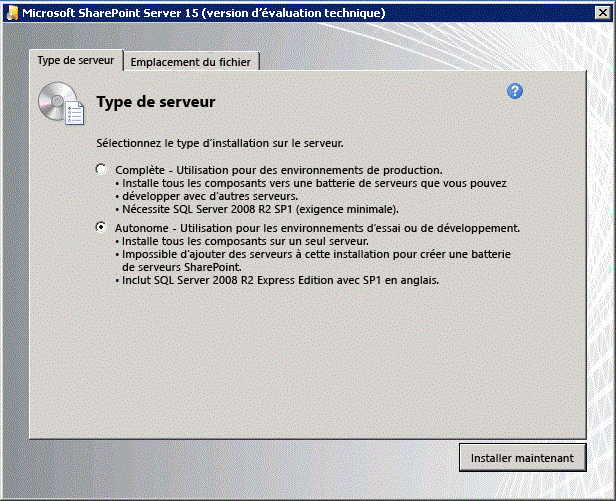 Microsoft SharePoint Server 15 (version d'évaluation technique)
Type de serveur
Emplacement du fichier
Type de serveur
?
Sélectionnez le type d'installation sur le serveur.
Complète - Utilisation pour des environnements de production.
• Installe tous les composants vers une batterie de serveurs que vous pouvez
• développer avec d'autres serveurs.
• Nécessite SQL Server 2008 R2 SP1 (exigence minimale).
Autonome - Utilisation pour les environnements d'essai ou de développement.
• Installe tous les composants sur un seul serveur.
• Impossible d'ajouter des serveurs à cette installation pour créer une batterie
de serveurs SharePoint.
• Inclut SQL Server 2008 R2 Express Edition avec SP1 en anglais.
Installer maintenant